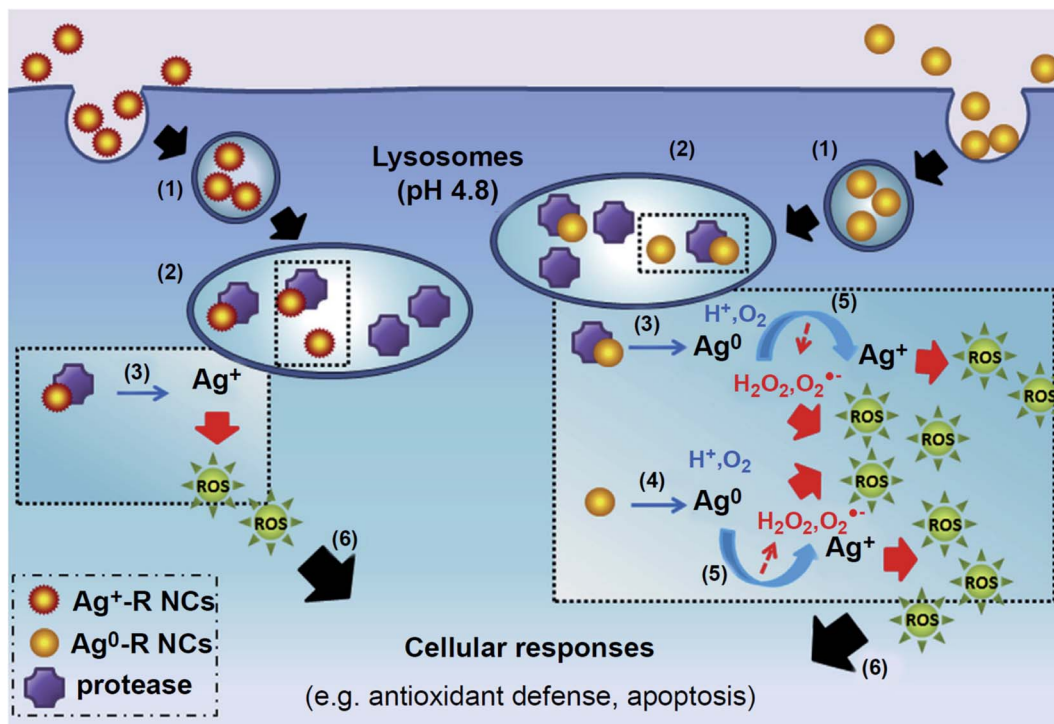 (1)
Lysosomes
(pH 4.8)
(2)
(1)
(2)
(3)
Ag⁺
ROS
ROS
(6)
(3)
H⁺,O₂
Ag⁰
(5)
Ag⁺
H₂O₂,O₂•⁻
ROS
ROS
ROS
ROS
ROS
(4)
H⁺,O₂
Ag⁰
H₂O₂,O₂•⁻
(5)
Ag⁺
ROS
ROS
ROS
(6)
Ag⁺-R NCs
Ag⁰-R NCs
protease
Cellular responses
(e.g. antioxidant defense, apoptosis)